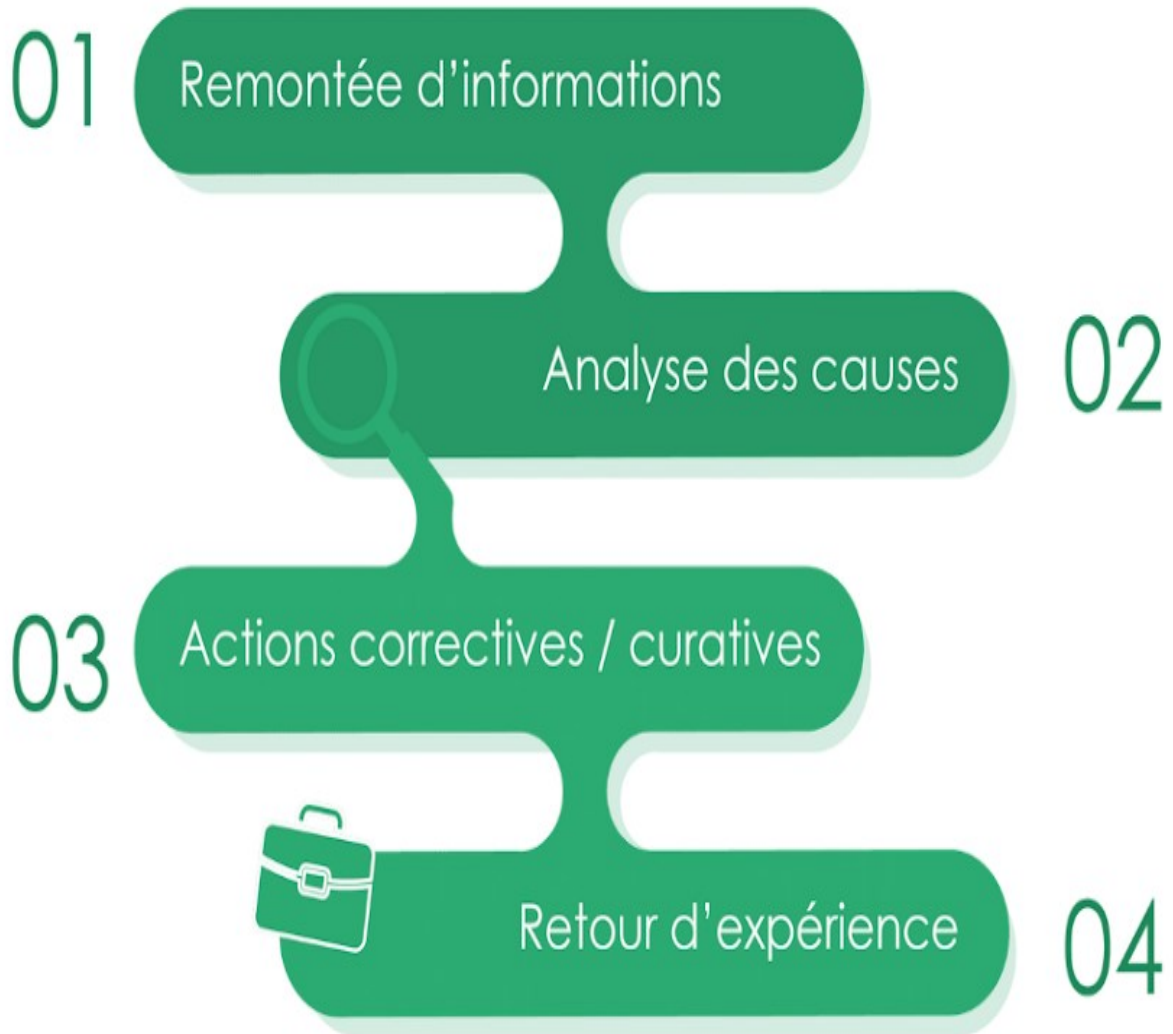 01
Remontée d'informations
Analyse des causes
02
03
Actions correctives / curatives
Retour d'expérience
04